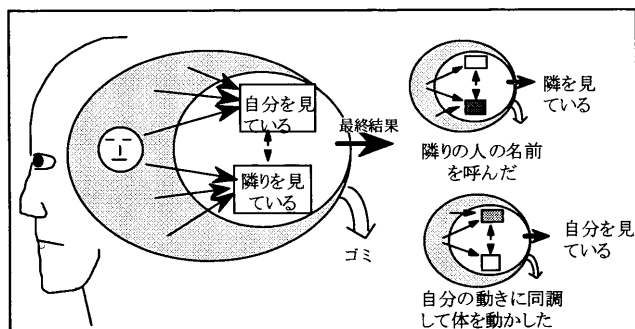 自分を見
ている
隣りを見
ている
最終結果
ゴミ
隣を見
ている
隣りの人の名前
を呼んだ
自分を見
ている
自分の動きに同調
して体を動かした